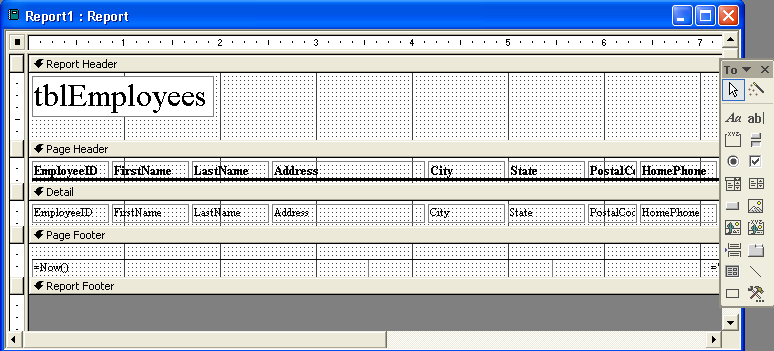 Report1 : Report
1 2 3 4 5 6 7
Report Header
To
tblEmployees
Aa ab|
XYZ
Page Header
EmployeeID FirstName LastName Address City State PostalCo HomePhone
Detail
EmployeeID FirstName LastName Address City State PostalCod HomePhone
Page Footer
=Now() ="
Report Footer